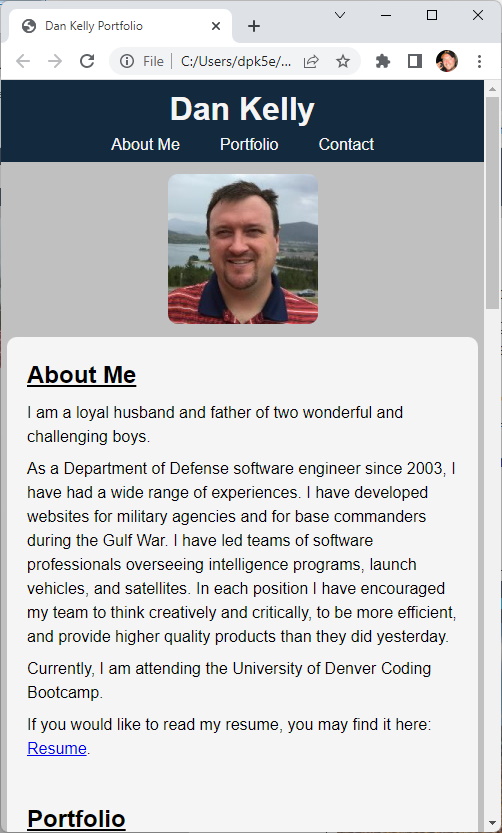 Dan Kelly Portfolio
File | C:/Users/dpk5e/...
Dan Kelly
About Me Portfolio Contact
About Me
I am a loyal husband and father of two wonderful and
challenging boys.
As a Department of Defense software engineer since 2003, I
have had a wide range of experiences. I have developed
websites for military agencies and for base commanders
during the Gulf War. I have led teams of software
professionals overseeing intelligence programs, launch
vehicles, and satellites. In each position I have encouraged
my team to think creatively and critically, to be more efficient,
and provide higher quality products than they did yesterday.
Currently, I am attending the University of Denver Coding
Bootcamp.
If you would like to read my resume, you may find it here:
Resume.
Portfolio